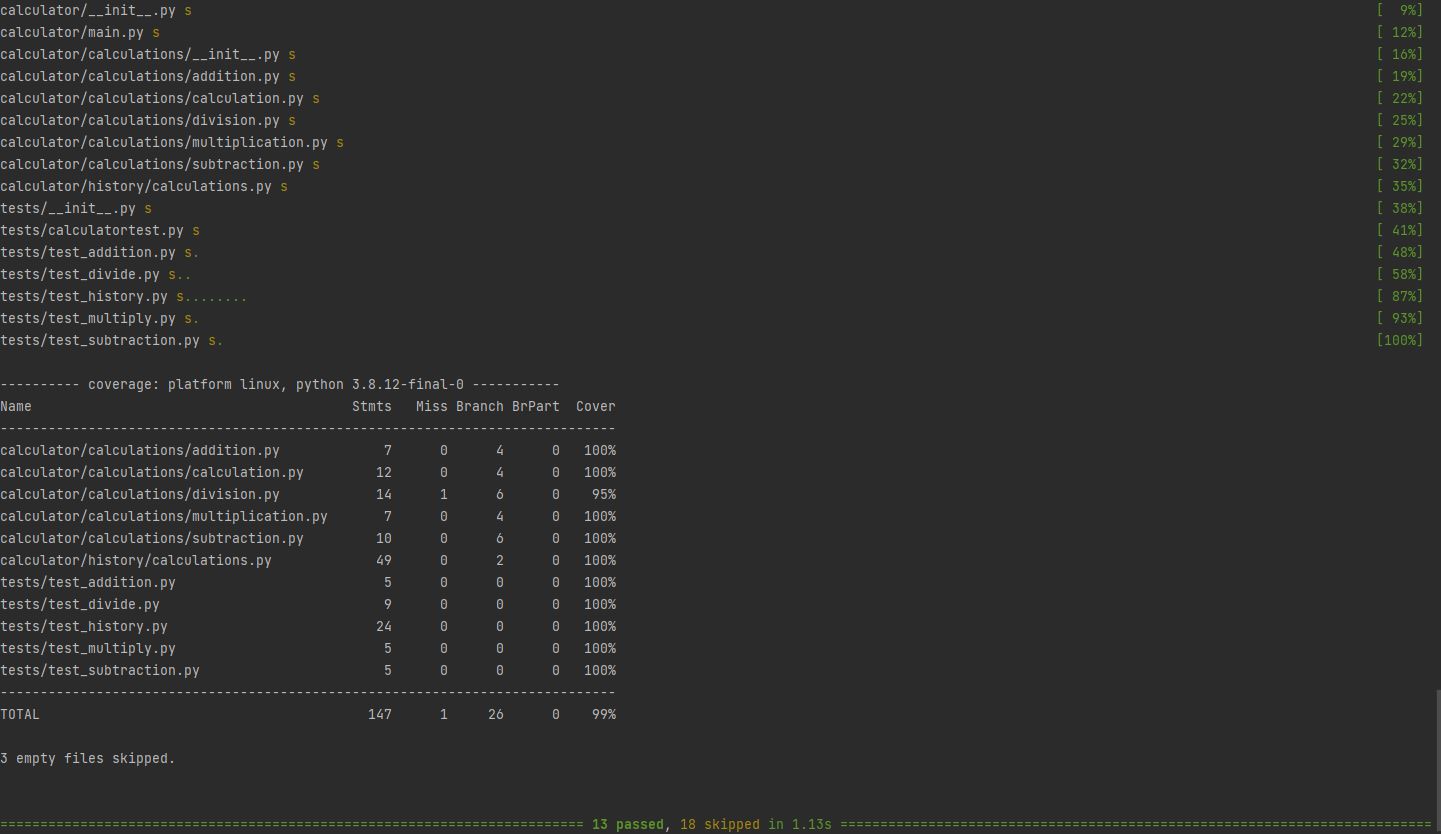 calculator/__init__.py s [  9%]
calculator/main.py s [ 12%]
calculator/calculations/__init__.py s [ 16%]
calculator/calculations/addition.py s [ 19%]
calculator/calculations/calculation.py s [ 22%]
calculator/calculations/division.py s [ 25%]
calculator/calculations/multiplication.py s [ 29%]
calculator/calculations/subtraction.py s [ 32%]
calculator/history/calculations.py s [ 35%]
tests/__init__.py s [ 38%]
tests/calculatortest.py s [ 41%]
tests/test_addition.py s. [ 48%]
tests/test_divide.py s.. [ 58%]
tests/test_history.py s........ [ 87%]
tests/test_multiply.py s. [ 93%]
tests/test_subtraction.py s. [100%]
---------- coverage: platform linux, python 3.8.12-final-0 -----------
Name Stmts Miss Branch BrPart Cover
-----------------------------------------------------------------------------
calculator/calculations/addition.py 7 0 4 0 100%
calculator/calculations/calculation.py 12 0 4 0 100%
calculator/calculations/division.py 14 1 6 0 95%
calculator/calculations/multiplication.py 7 0 4 0 100%
calculator/calculations/subtraction.py 10 0 6 0 100%
calculator/history/calculations.py 49 0 2 0 100%
tests/test_addition.py 5 0 0 0 100%
tests/test_divide.py 9 0 0 0 100%
tests/test_history.py 24 0 0 0 100%
tests/test_multiply.py 5 0 0 0 100%
tests/test_subtraction.py 5 0 0 0 100%
-----------------------------------------------------------------------------
TOTAL 147 1 26 0 99%
3 empty files skipped.
========================================================================= 13 passed, 18 skipped in 1.13s ==========================================================================